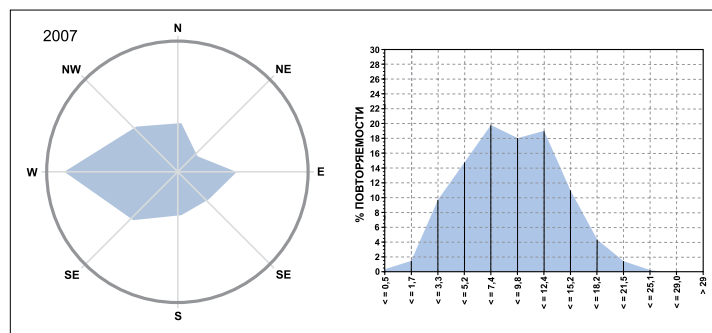 2007
N
NW
NE
W
E
SE
SE
S
% ПОВТОРЯЕМОСТИ
30
28
26
24
22
20
18
16
14
12
10
8
6
4
2
0
< = 0,5
< = 1,7
< = 3,3
< = 5,2
< = 7,4
< = 9,8
< = 12,4
< = 15,2
< = 18,2
< = 21,5
< = 25,1
< = 29,0
> 29